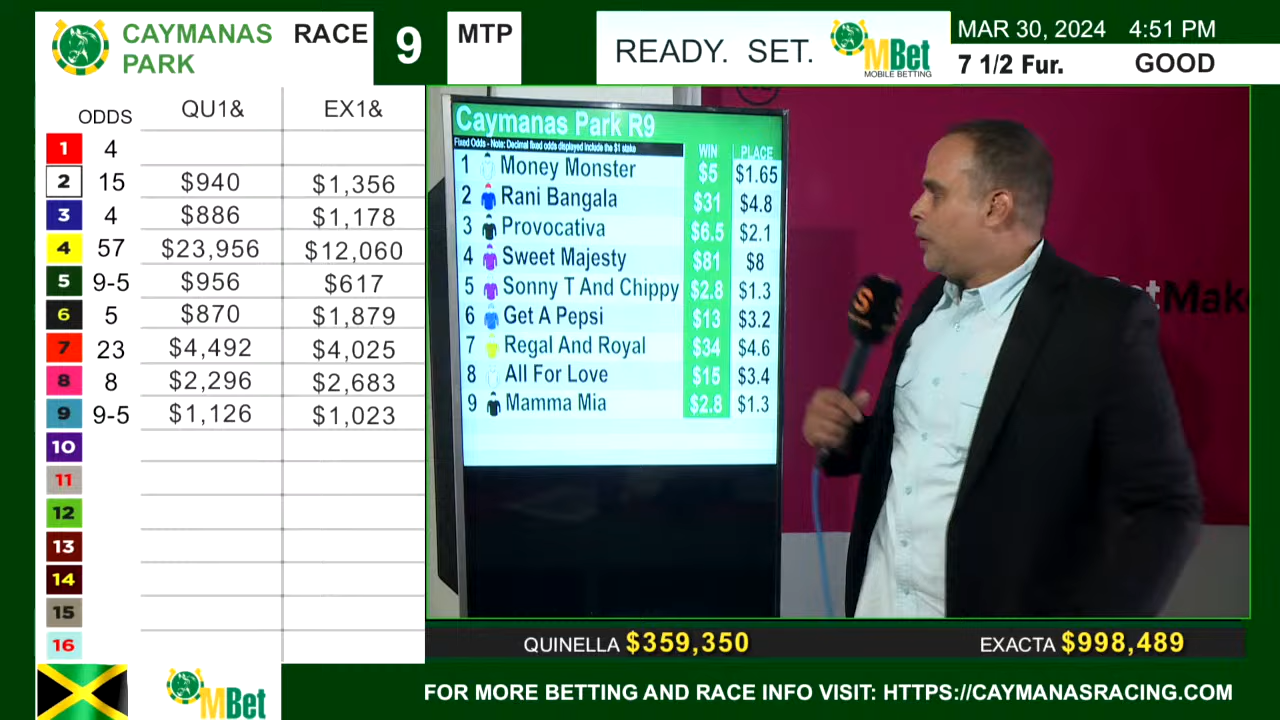 CAYMANAS PARK
RACE 9 MTP
READY. SET.
MBet
MOBILE BETTING
MAR 30, 2024 4:51 PM
7 1/2 Fur. GOOD
ODDS QU1& EX1&
1 4
2 15 $940 $1,356
3 4 $886 $1,178
4 57 $23,956 $12,060
5 9-5 $956 $617
6 5 $870 $1,879
7 23 $4,492 $4,025
8 8 $2,296 $2,683
9 9-5 $1,126 $1,023
10
11
12
13
14
15
16
Caymanas Park R9
Fixed Odds - Note: Decimal fixed odds displayed include the $1 stake
WIN PLACE
1 Money Monster $5 $1.65
2 Rani Bangala $31 $4.8
3 Provocativa $6.5 $2.1
4 Sweet Majesty $81 $8
5 Sonny T And Chippy $2.8 $1.3
6 Get A Pepsi $13 $3.2
7 Regal And Royal $34 $4.6
8 All For Love $15 $3.4
9 Mamma Mia $2.8 $1.3
QUINELLA $359,350 EXACTA $998,489
MBet
FOR MORE BETTING AND RACE INFO VISIT: HTTPS://CAYMANASRACING.COM